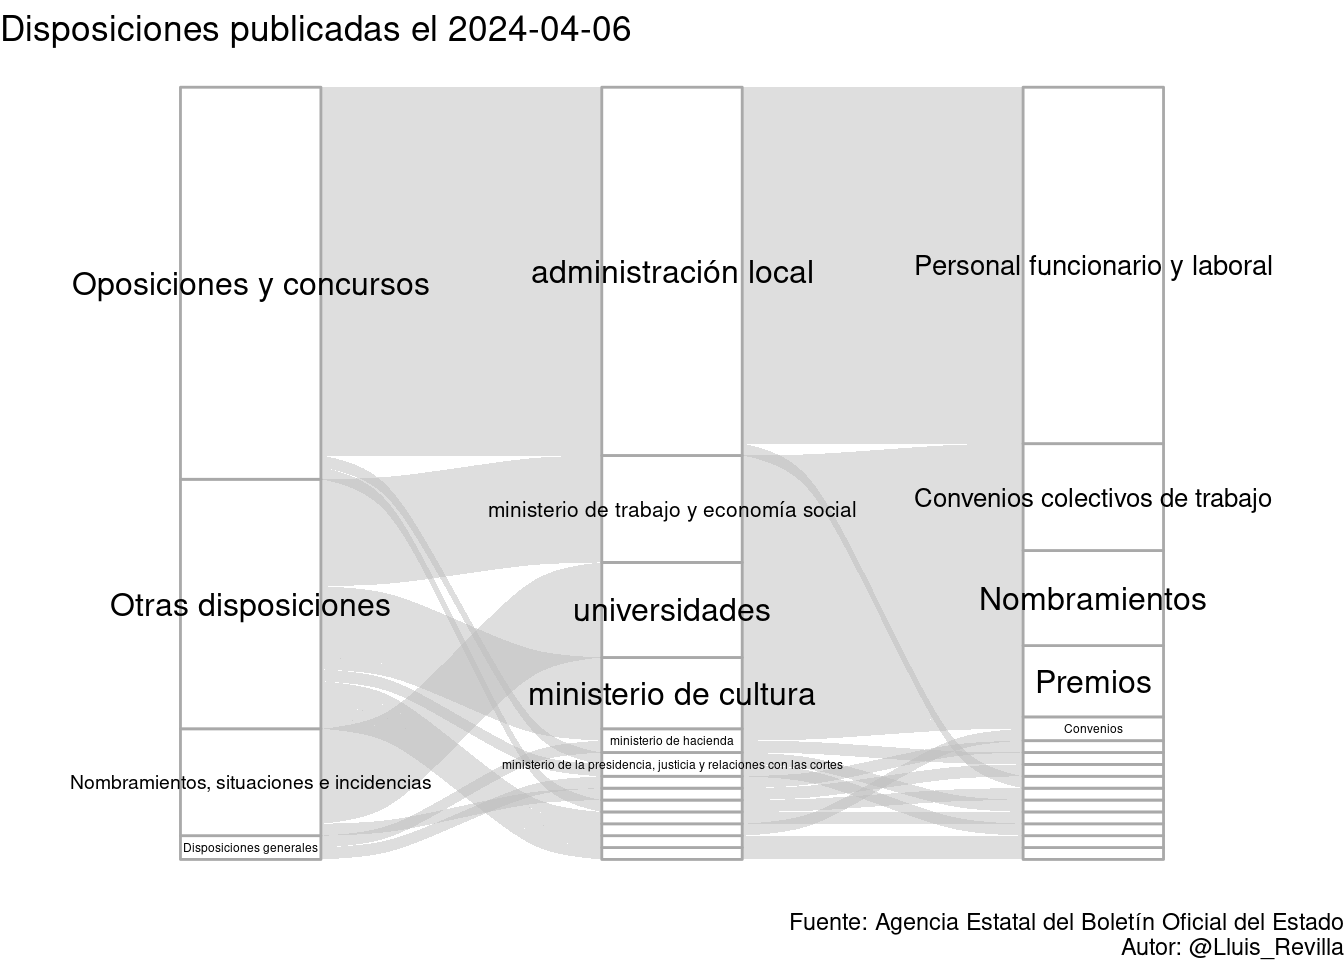 Disposiciones publicadas el 2024-04-06
Oposiciones y concursos
Otras disposiciones
Nombramientos, situaciones e incidencias
Disposiciones generales
administración local
ministerio de trabajo y economía social
universidades
ministerio de cultura
ministerio de hacienda
ministerio de la presidencia, justicia y relaciones con las cortes
Personal funcionario y laboral
Convenios colectivos de trabajo
Nombramientos
Premios
Convenios
Fuente: Agencia Estatal del Boletín Oficial del Estado
Autor: @Lluis_Revilla